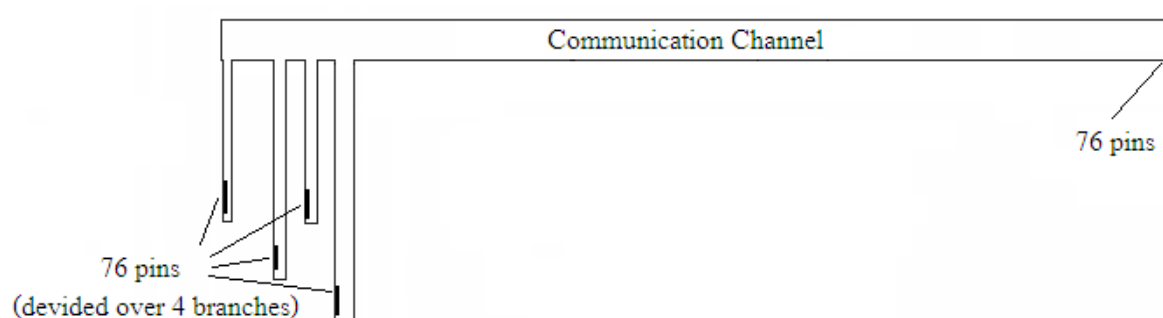 Communication Channel
76 pins
76 pins
(devided over 4 branches)